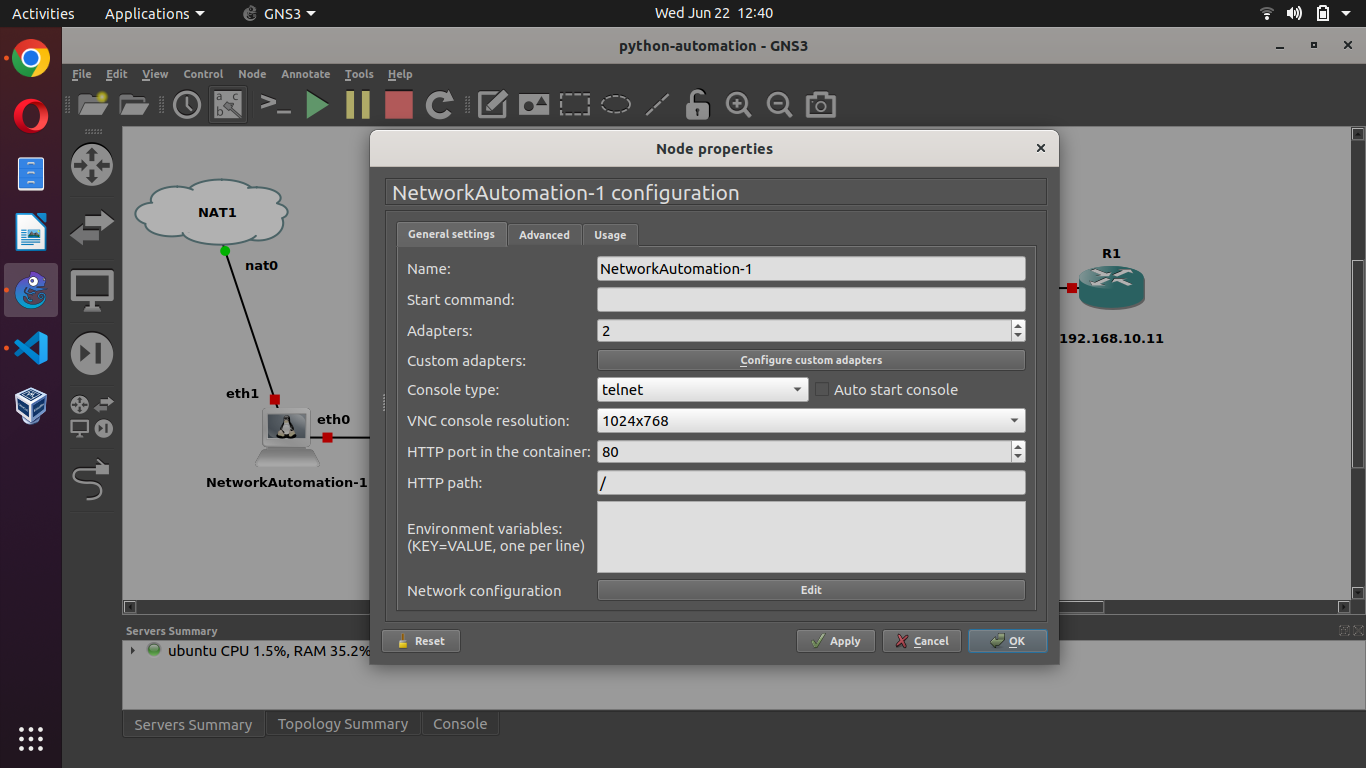 Activities Applications GNS3 Wed Jun 22 12:40
python-automation - GNS3
File Edit View Control Node Annotate Tools Help
a c
b
Node properties
NetworkAutomation-1 configuration
General settings Advanced Usage
Name: NetworkAutomation-1
Start command:
Adapters: 2
Custom adapters: Configure custom adapters
Console type: telnet Auto start console
VNC console resolution: 1024x768
HTTP port in the container: 80
HTTP path: /
Environment variables:
(KEY=VALUE, one per line)
Network configuration Edit
Reset Apply Cancel OK
NAT1
nat0
eth1
eth0
NetworkAutomation-1
R1
192.168.10.11
Servers Summary
ubuntu CPU 1.5%, RAM 35.2%
Servers Summary Topology Summary Console